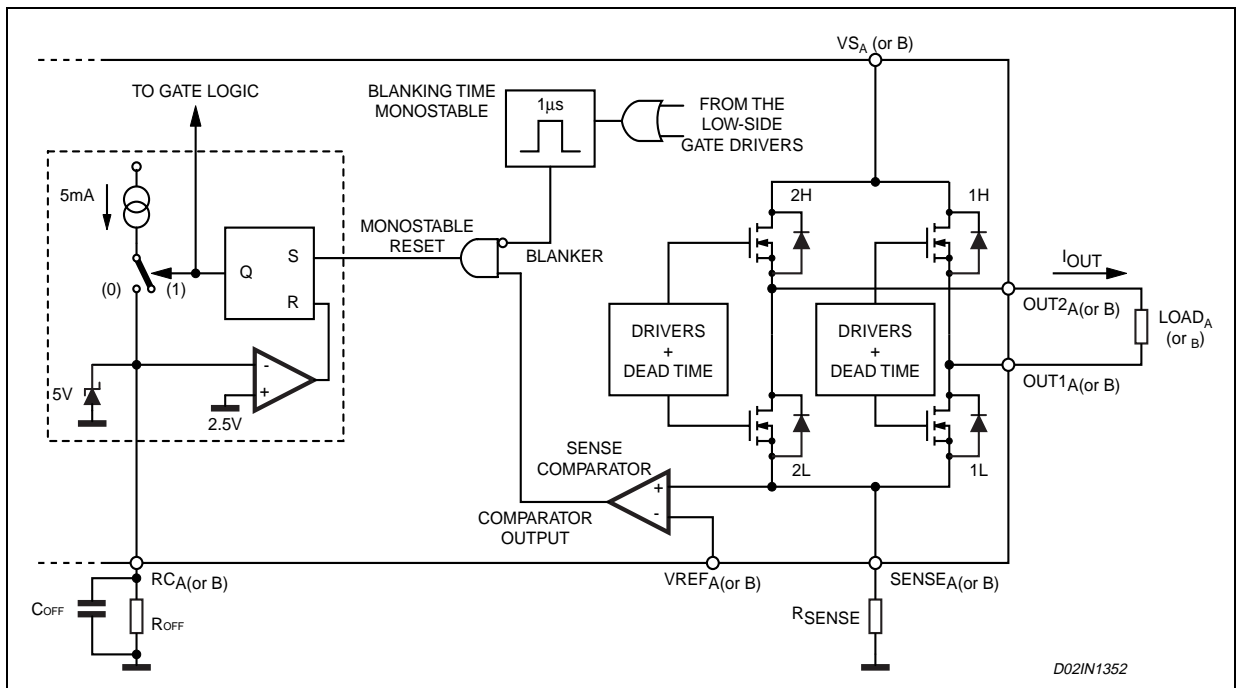 VSA (or B)
TO GATE LOGIC
BLANKING TIME
MONOSTABLE
1μs
FROM THE
LOW-SIDE
GATE DRIVERS
5mA
MONOSTABLE
RESET
2H
1H
S
Q
R
(0)
(1)
BLANKER
IOUT
OUT2A(or B)
LOADA
(or B)
DRIVERS
+
DEAD TIME
DRIVERS
+
DEAD TIME
OUT1A(or B)
5V
-
+
2.5V
SENSE
COMPARATOR
2L
1L
+
-
COMPARATOR
OUTPUT
RCA(or B)
VREFA(or B)
SENSEA(or B)
COFF
ROFF
RSENSE
D02IN1352